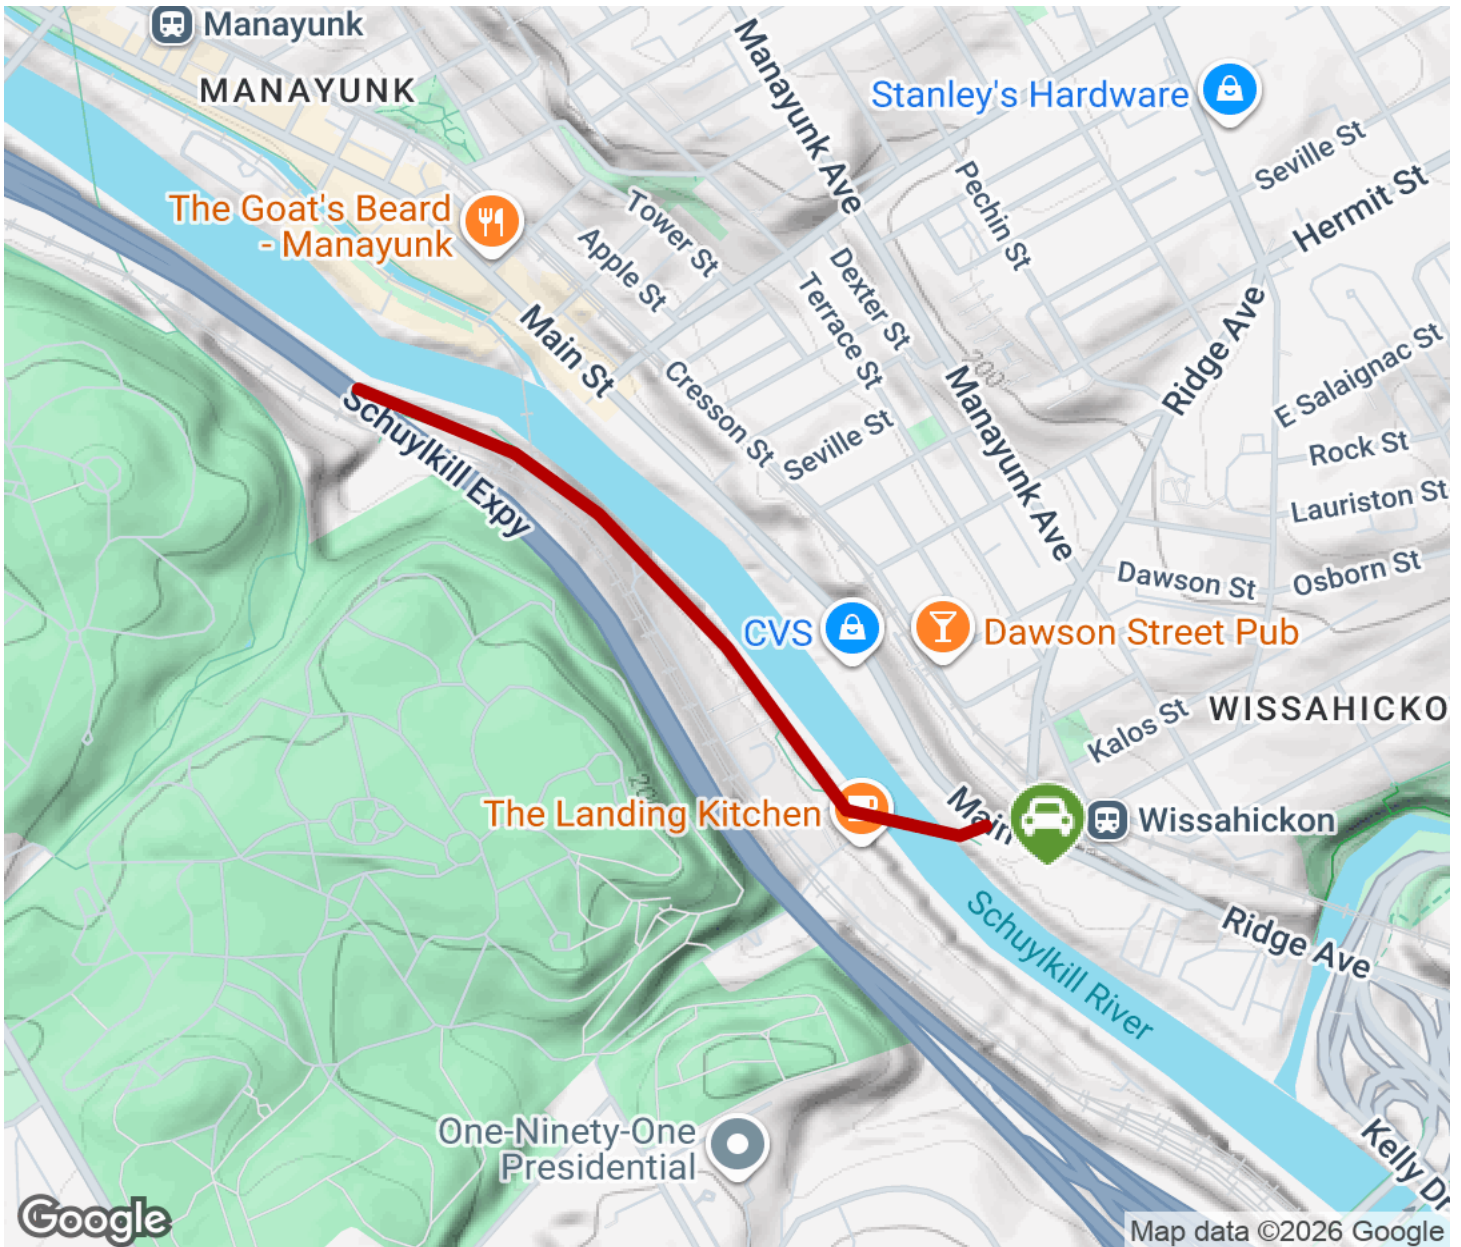 Manayunk
MANAYUNK
Manayunk Ave
Stanley's Hardware
Seville St
Hermit St
Pechin St
The Goat's Beard
- Manayunk
Tower St
Apple St
Dexter St
Terrace St
Main St
Ridge Ave
200
E Salaignac St
Cresson St
Seville St
Manayunk Ave
Rock St
Lauriston St
Schuylkill Expy
Dawson St
Osborn St
CVS
Dawson Street Pub
Kalos St
WISSAHICKO
The Landing Kitchen
Main
Wissahickon
Schuylkill River
Ridge Ave
One-Ninety-One
Presidential
Kelly Dr
Google
Map data ©2026 Google